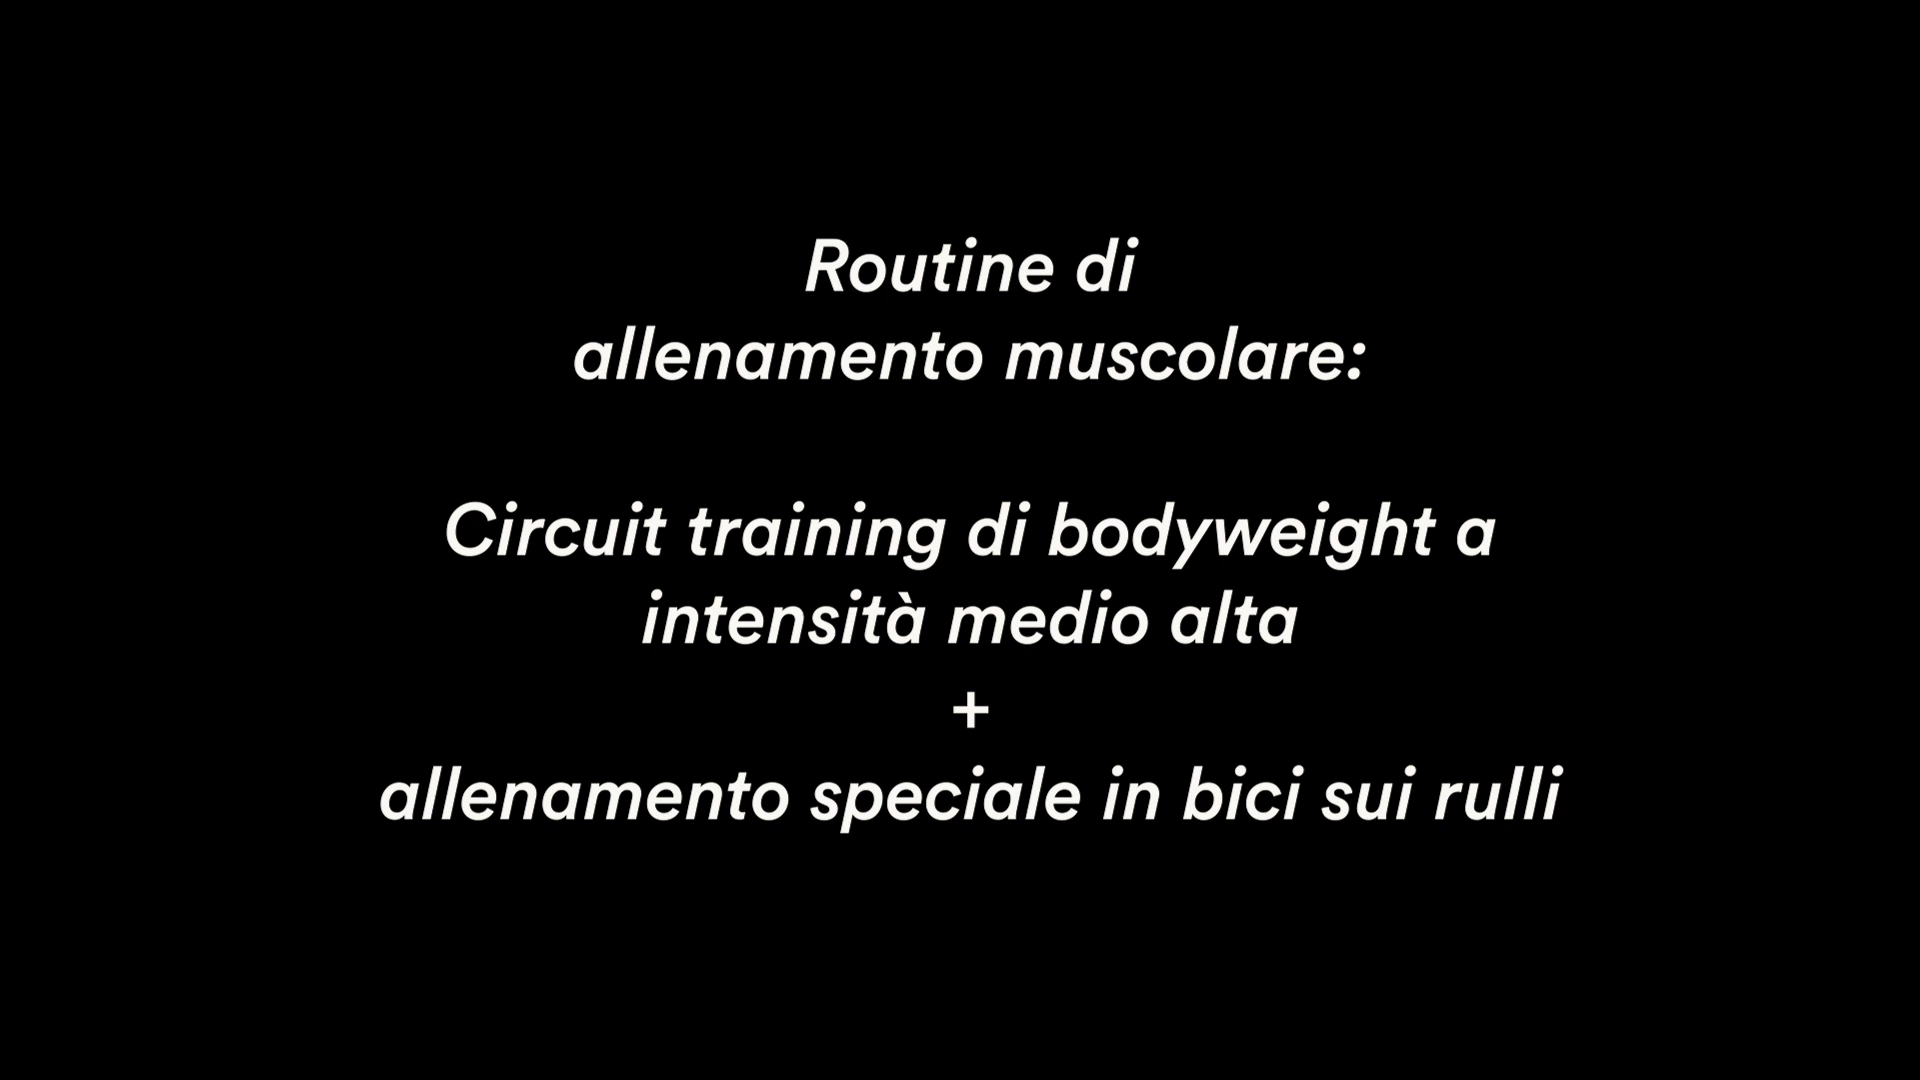 Routine di
allenamento muscolare:
Circuit training di bodyweight a
intensità medio alta
+
allenamento speciale in bici sui rulli